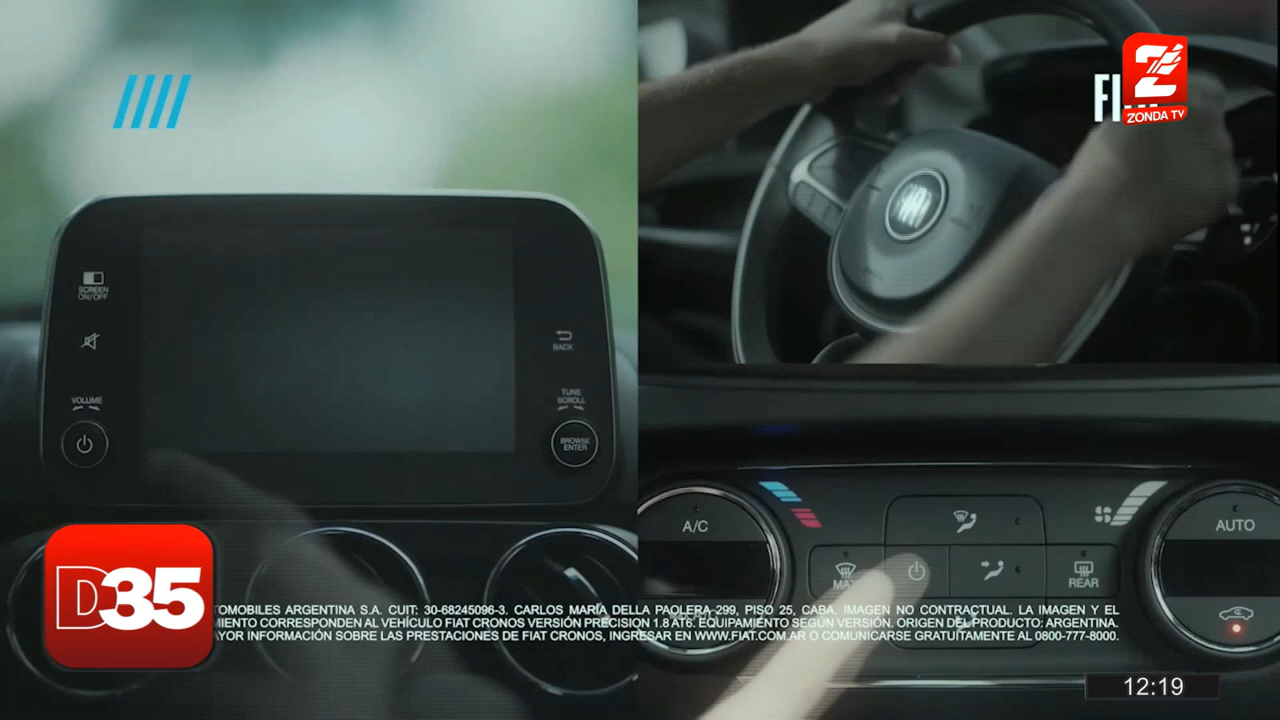 ZONDA TV
SCREEN
ON/OFF
BACK
VOLUME
TUNE
SCROLL
BROWSE
ENTER
A/C
AUTO
REAR
D35
TOMOBILES ARGENTINA S.A. CUIT: 30-68245096-3. CARLOS MARÍA DELLA PAOLERA 299, PISO 25, CABA. IMAGEN NO CONTRACTUAL. LA IMAGEN Y EL
MIENTO CORRESPONDEN AL VEHÍCULO FIAT CRONOS VERSIÓN PRECISION 1.8 AT6. EQUIPAMIENTO SEGÚN VERSIÓN. ORIGEN DEL PRODUCTO: ARGENTINA.
AYOR INFORMACIÓN SOBRE LAS PRESTACIONES DE FIAT CRONOS, INGRESAR EN WWW.FIAT.COM.AR O COMUNICARSE GRATUITAMENTE AL 0800-777-8000.
12:19